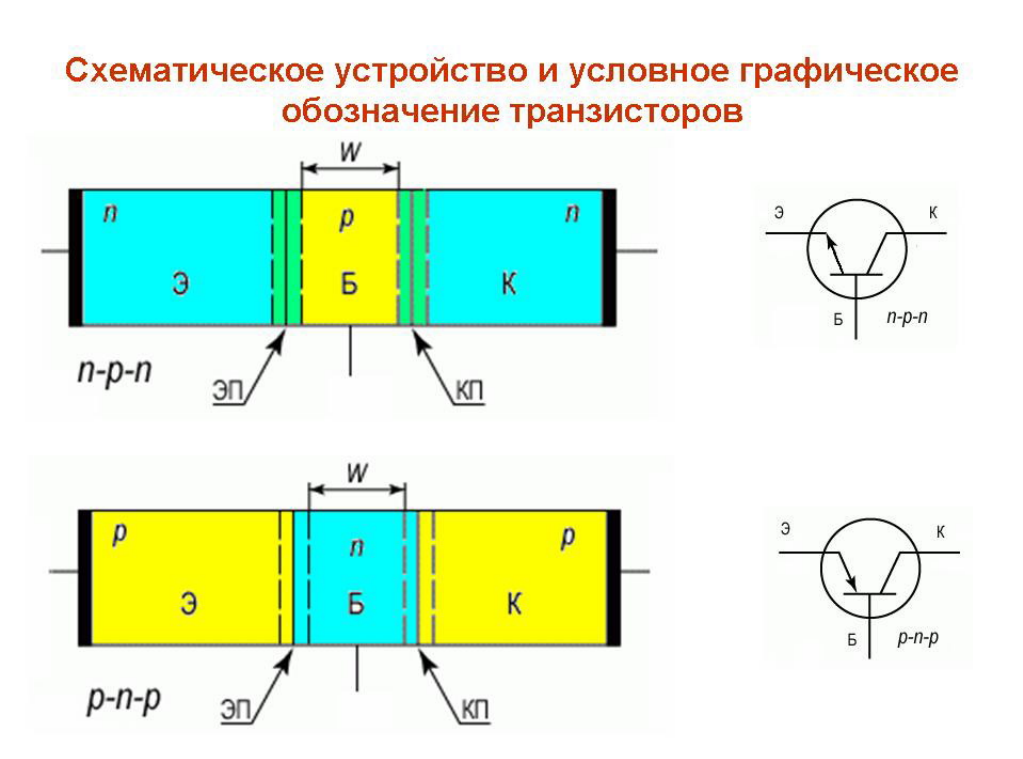 Схематическое устройство и условное графическое
обозначение транзисторов
W
n
p
n
Э
Б
К
n-p-n
ЭП
КП
Э
К
Б
n-p-n
W
p
n
p
Э
Б
К
p-n-p
ЭП
КП
Э
К
Б
p-n-p